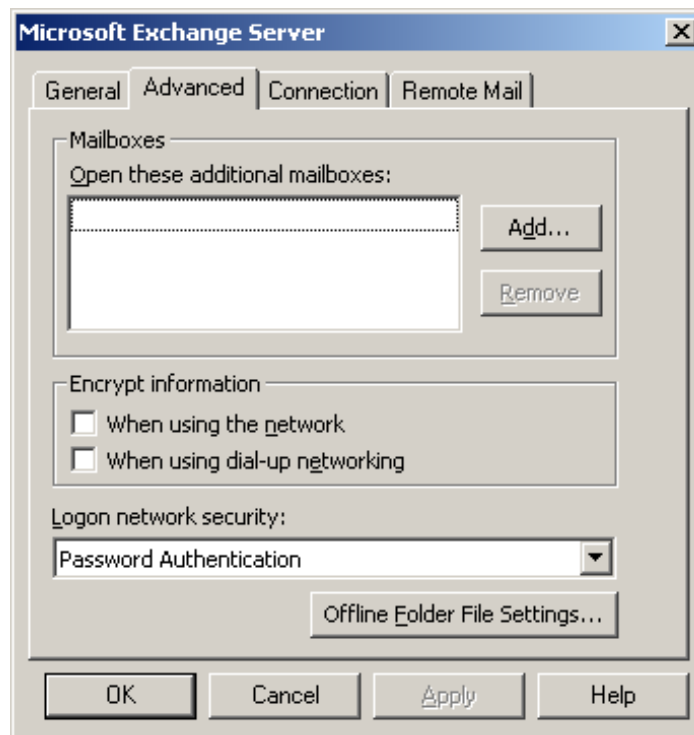 Microsoft Exchange Server
General Advanced Connection Remote Mail
Mailboxes
Open these additional mailboxes:
Add...
Remove
Encrypt information
When using the network
When using dial-up networking
Logon network security:
Password Authentication
Offline Folder File Settings...
OK Cancel Apply Help